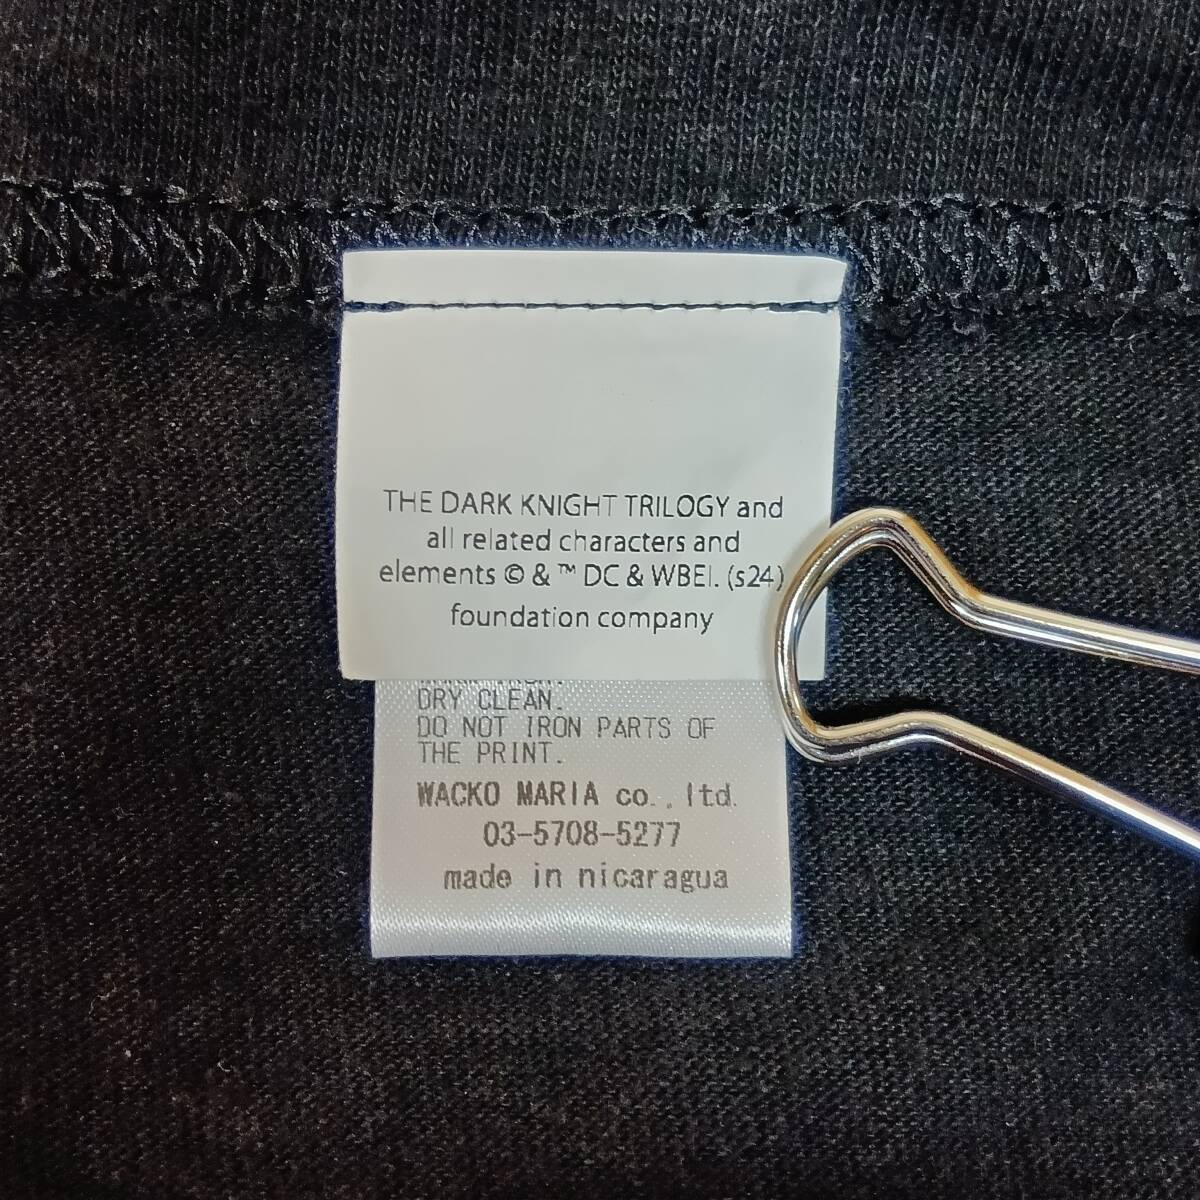 THE DARK KNIGHT TRILOGY and
all related characters and
elements © & ™ DC & WBEI. (s24)
foundation company
DRY CLEAN.
DO NOT IRON PARTS OF
THE PRINT.
WACKO MARIA co.,ltd.
03-5708-5277
made in nicaragua